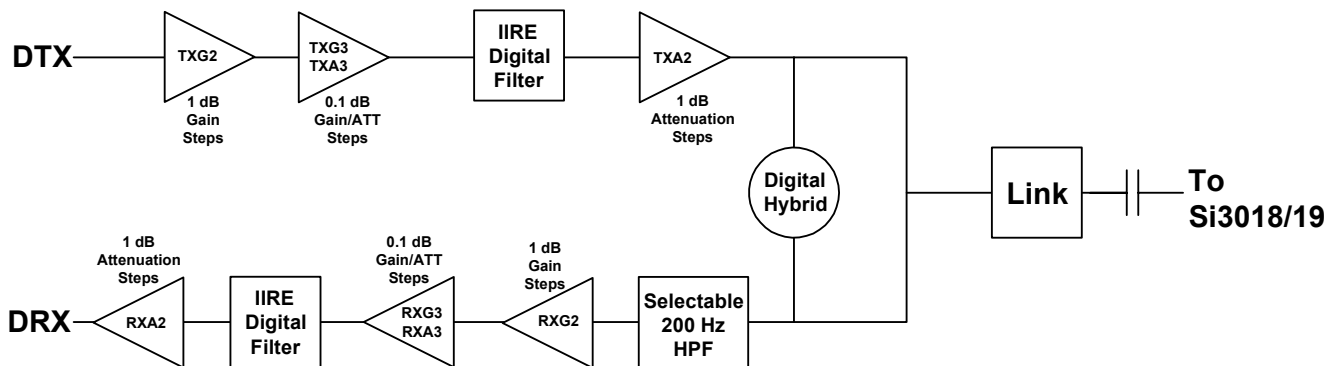 DTX
TXG2
1 dB
Gain
Steps
TXG3
TXA3
0.1 dB
Gain/ATT
Steps
IIRE
Digital
Filter
TXA2
1 dB
Attenuation
Steps
Digital
Hybrid
Link
To
Si3018/19
DRX
1 dB
Attenuation
Steps
RXA2
IIRE
Digital
Filter
0.1 dB
Gain/ATT
Steps
RXG3
RXA3
1 dB
Gain
Steps
RXG2
Selectable
200 Hz
HPF